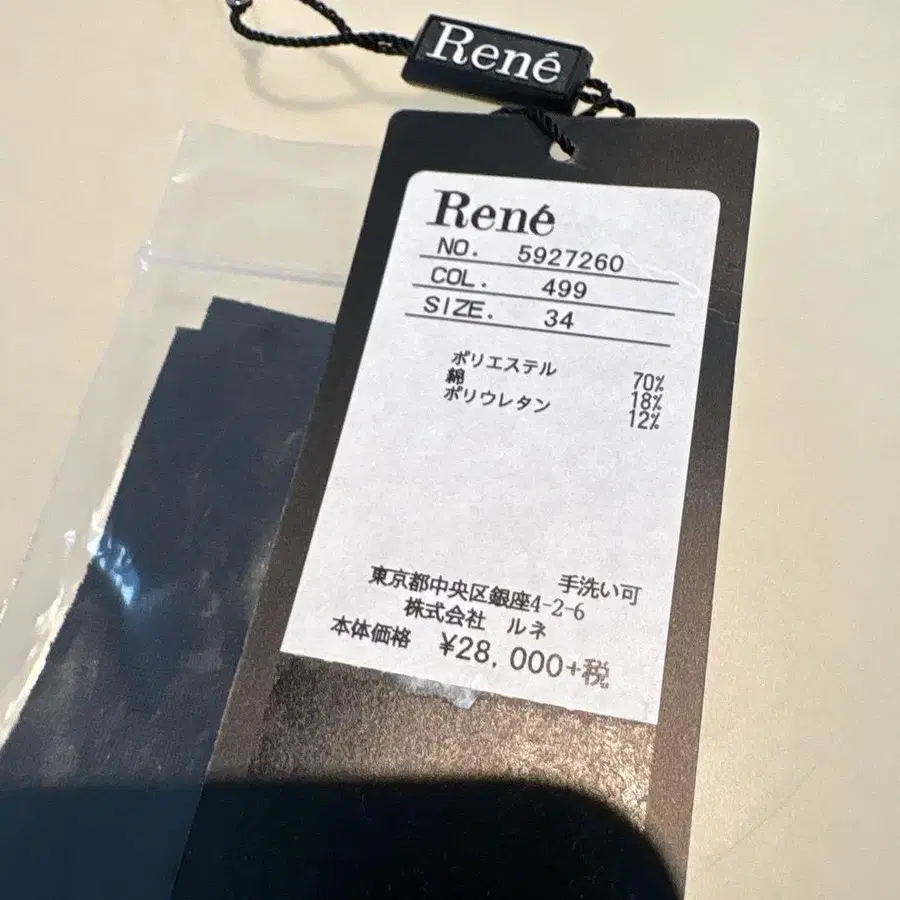 René
René
NO. 5927260
COL. 499
SIZE. 34
ポリエステル 70%
綿 18%
ポリウレタン 12%
手洗い可
東京都中央区銀座4-2-6
株式会社 ルネ
本体価格 ¥28,000+税